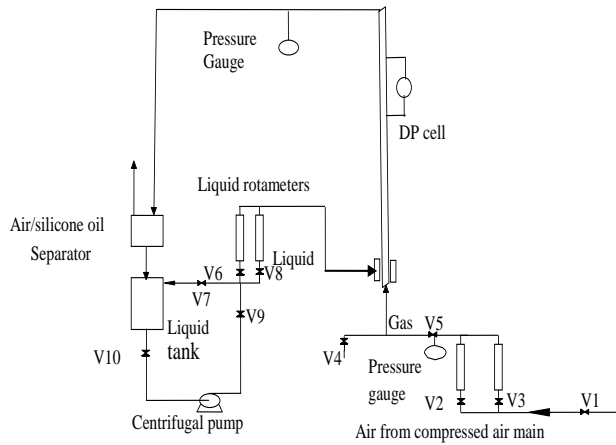 Pressure
Gauge
DP cell
Liquid rotameters
Air/silicone oil
Separator
Liquid
V6
V8
V7
V9
Liquid
tank
V10
Centrifugal pump
Gas
V5
V4
Pressure
gauge
V2
V3
V1
Air from compressed air main